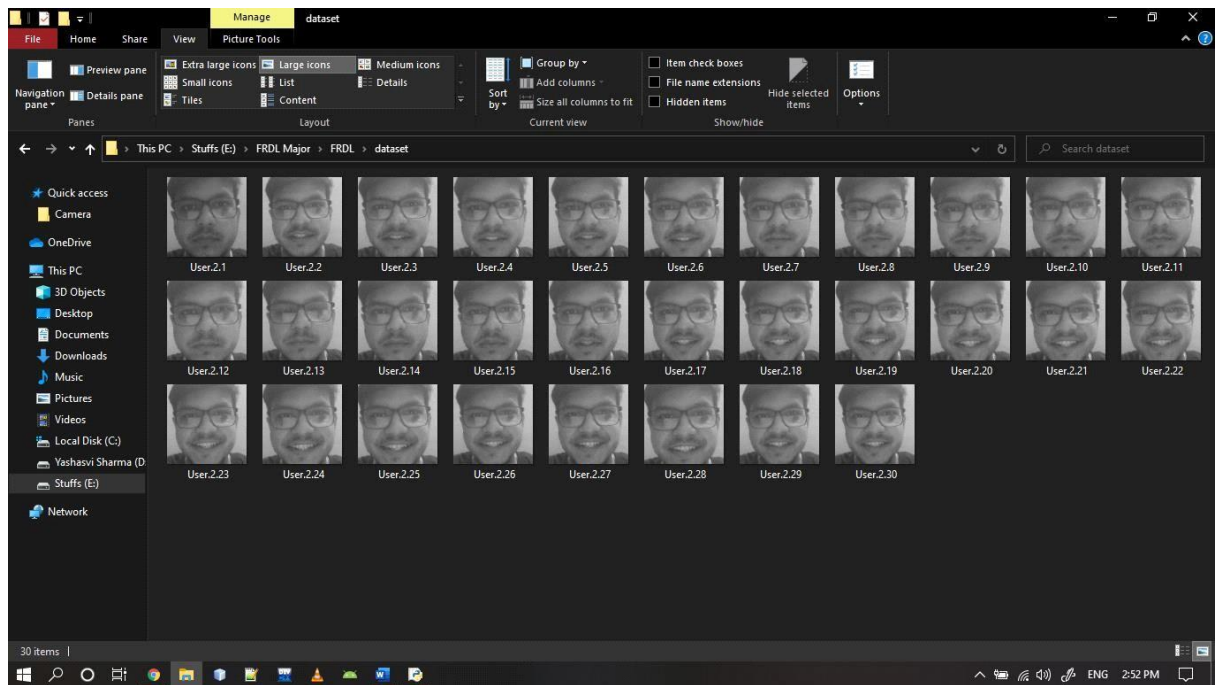 Manage dataset
File Home Share View Picture Tools
Navigation pane
Preview pane
Details pane
Panes
Extra large icons Large icons Medium icons
Small icons List Details
Tiles Content
Layout
Sort by
Group by
Add columns
Size all columns to fit
Current view
Item check boxes
File name extensions
Hidden items
Hide selected items
Show/hide
Options
This PC > Stuffs (E:) > FRDL Major > FRDL > dataset
Search dataset
Quick access
Camera
OneDrive
This PC
3D Objects
Desktop
Documents
Downloads
Music
Pictures
Videos
Local Disk (C:)
Yashasvi Sharma (D:
Stuffs (E:)
Network
User.2.1 User.2.2 User.2.3 User.2.4 User.2.5 User.2.6 User.2.7 User.2.8 User.2.9 User.2.10 User.2.11
User.2.12 User.2.13 User.2.14 User.2.15 User.2.16 User.2.17 User.2.18 User.2.19 User.2.20 User.2.21 User.2.22
User.2.23 User.2.24 User.2.25 User.2.26 User.2.27 User.2.28 User.2.29 User.2.30
30 items
ENG 2:52 PM